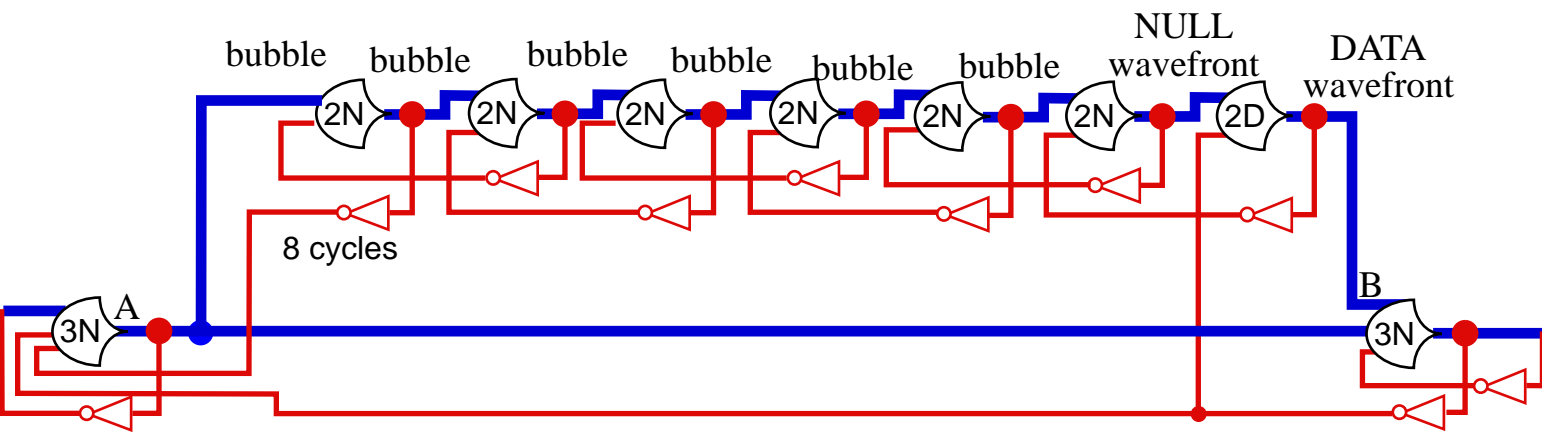 bubble
bubble
bubble
bubble
bubble
bubble
NULL
wavefront
DATA
wavefront
2N
2N
2N
2N
2N
2N
2D
8 cycles
A
B
3N
3N